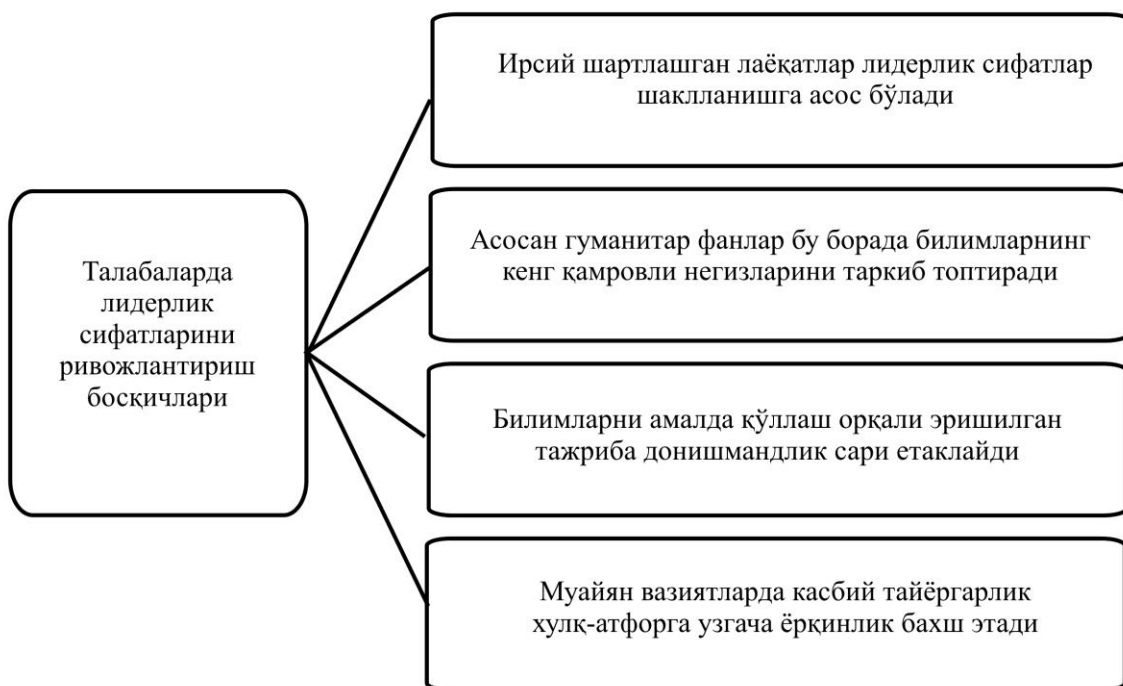 Талабаларда
лидерлик
сифатларини
ривожлантириш
босқичлари
Ирсий шартлашган лаёқатлар лидерлик сифатлар
шаклланишга асос бўлади
Асосан гуманитар фанлар бу борада билимларнинг
кенг қамровли негизларини таркиб топтиради
Билимларни амалда қўллаш орқали эришилган
тажриба донишмандлик сари етаклайди
Муайян вазиятларда касбий тайёргарлик
хулқ-атфорга узгача ёрқинлик бахш этади